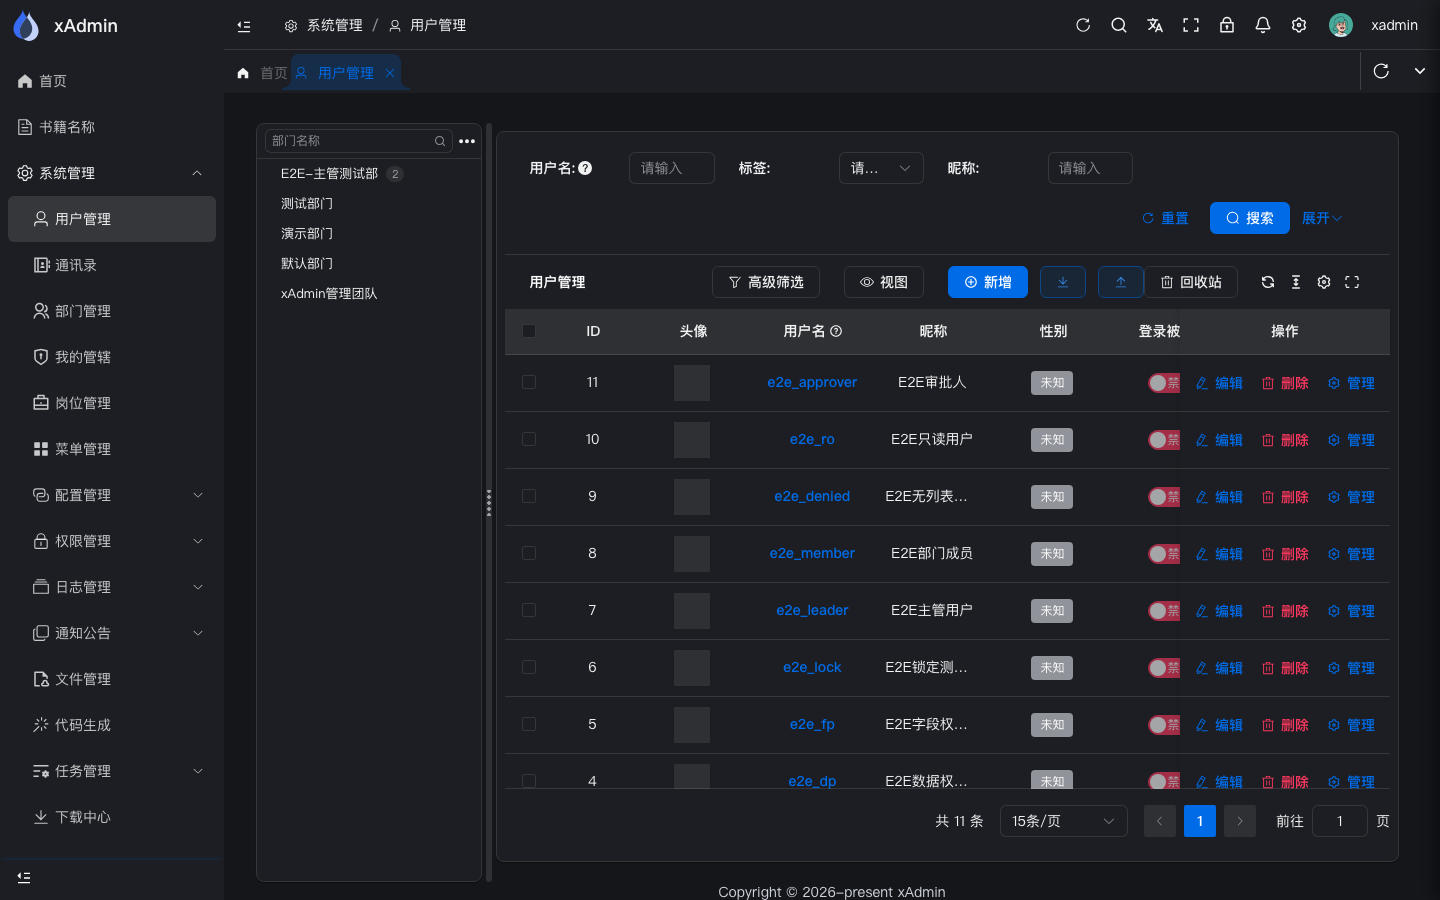 xAdmin
系统管理 / 用户管理
xadmin
首页
用户管理
首页
书籍名称
系统管理
用户管理
通讯录
部门管理
我的管辖
岗位管理
菜单管理
配置管理
权限管理
日志管理
通知公告
文件管理
代码生成
任务管理
下载中心
部门名称
E2E-主管测试部 2
测试部门
演示部门
默认部门
xAdmin管理团队
用户名: 请输入 标签: 请... 昵称: 请输入
重置 搜索 展开
用户管理 高级筛选 视图 新增 回收站
ID 头像 用户名 昵称 性别 登录被 操作
11 e2e_approver E2E审批人 未知 禁 编辑 删除 管理
10 e2e_ro E2E只读用户 未知 禁 编辑 删除 管理
9 e2e_denied E2E无列表... 未知 禁 编辑 删除 管理
8 e2e_member E2E部门成员 未知 禁 编辑 删除 管理
7 e2e_leader E2E主管用户 未知 禁 编辑 删除 管理
6 e2e_lock E2E锁定测... 未知 禁 编辑 删除 管理
5 e2e_fp E2E字段权... 未知 禁 编辑 删除 管理
4 e2e_dp E2E数据权... 未知 禁 编辑 删除 管理
共 11 条 15条/页 1 前往 1 页
Copyright © 2026-present xAdmin